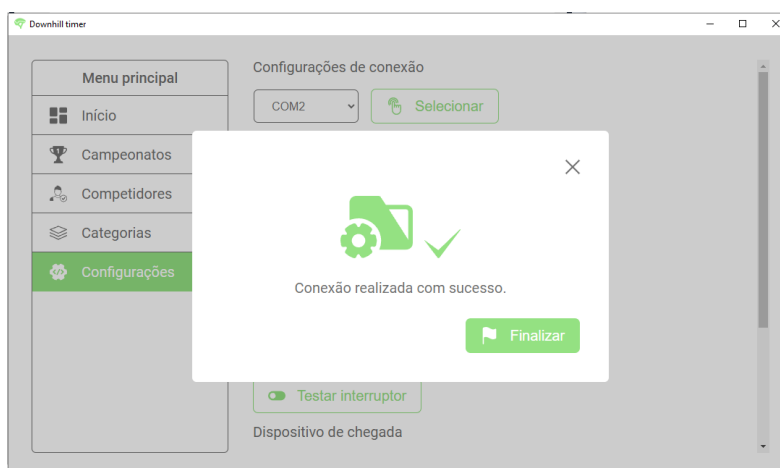 Downhill timer
Menu principal
Início
Campeonatos
Competidores
Categorias
Configurações
Configurações de conexão
COM2
Selecionar
Conexão realizada com sucesso.
Finalizar
Testar interruptor
Dispositivo de chegada